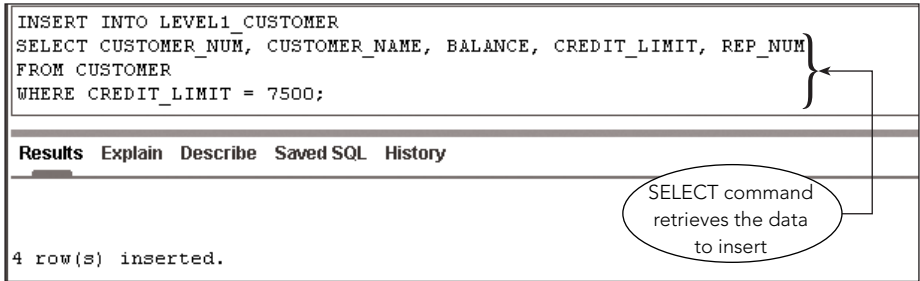 INSERT INTO LEVEL1_CUSTOMER
SELECT CUSTOMER_NUM, CUSTOMER_NAME, BALANCE, CREDIT_LIMIT, REP_NUM
FROM CUSTOMER
WHERE CREDIT_LIMIT = 7500;
Results Explain Describe Saved SQL History
SELECT command
retrieves the data
to insert
4 row(s) inserted.